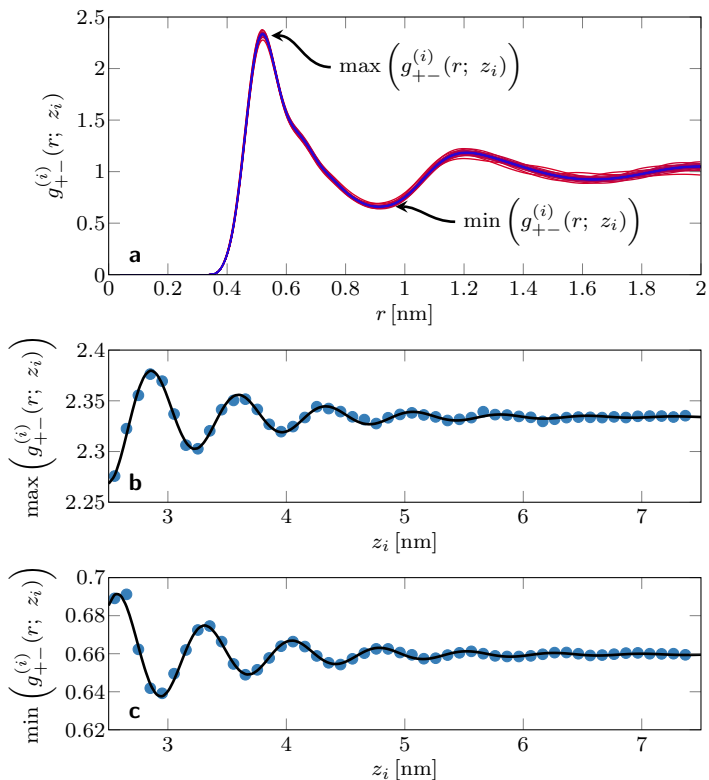 2.5
2
1.5
1
0.5
0
g₊₋⁽ⁱ⁾(r; zᵢ)
max (g₊₋⁽ⁱ⁾(r; zᵢ))
min (g₊₋⁽ⁱ⁾(r; zᵢ))
a
0 0.2 0.4 0.6 0.8 1 1.2 1.4 1.6 1.8 2
r [nm]
2.4
2.35
2.3
2.25
max (g₊₋⁽ⁱ⁾(r; zᵢ))
b
3 4 5 6 7
zᵢ [nm]
0.7
0.68
0.66
0.64
0.62
min (g₊₋⁽ⁱ⁾(r; zᵢ))
c
3 4 5 6 7
zᵢ [nm]